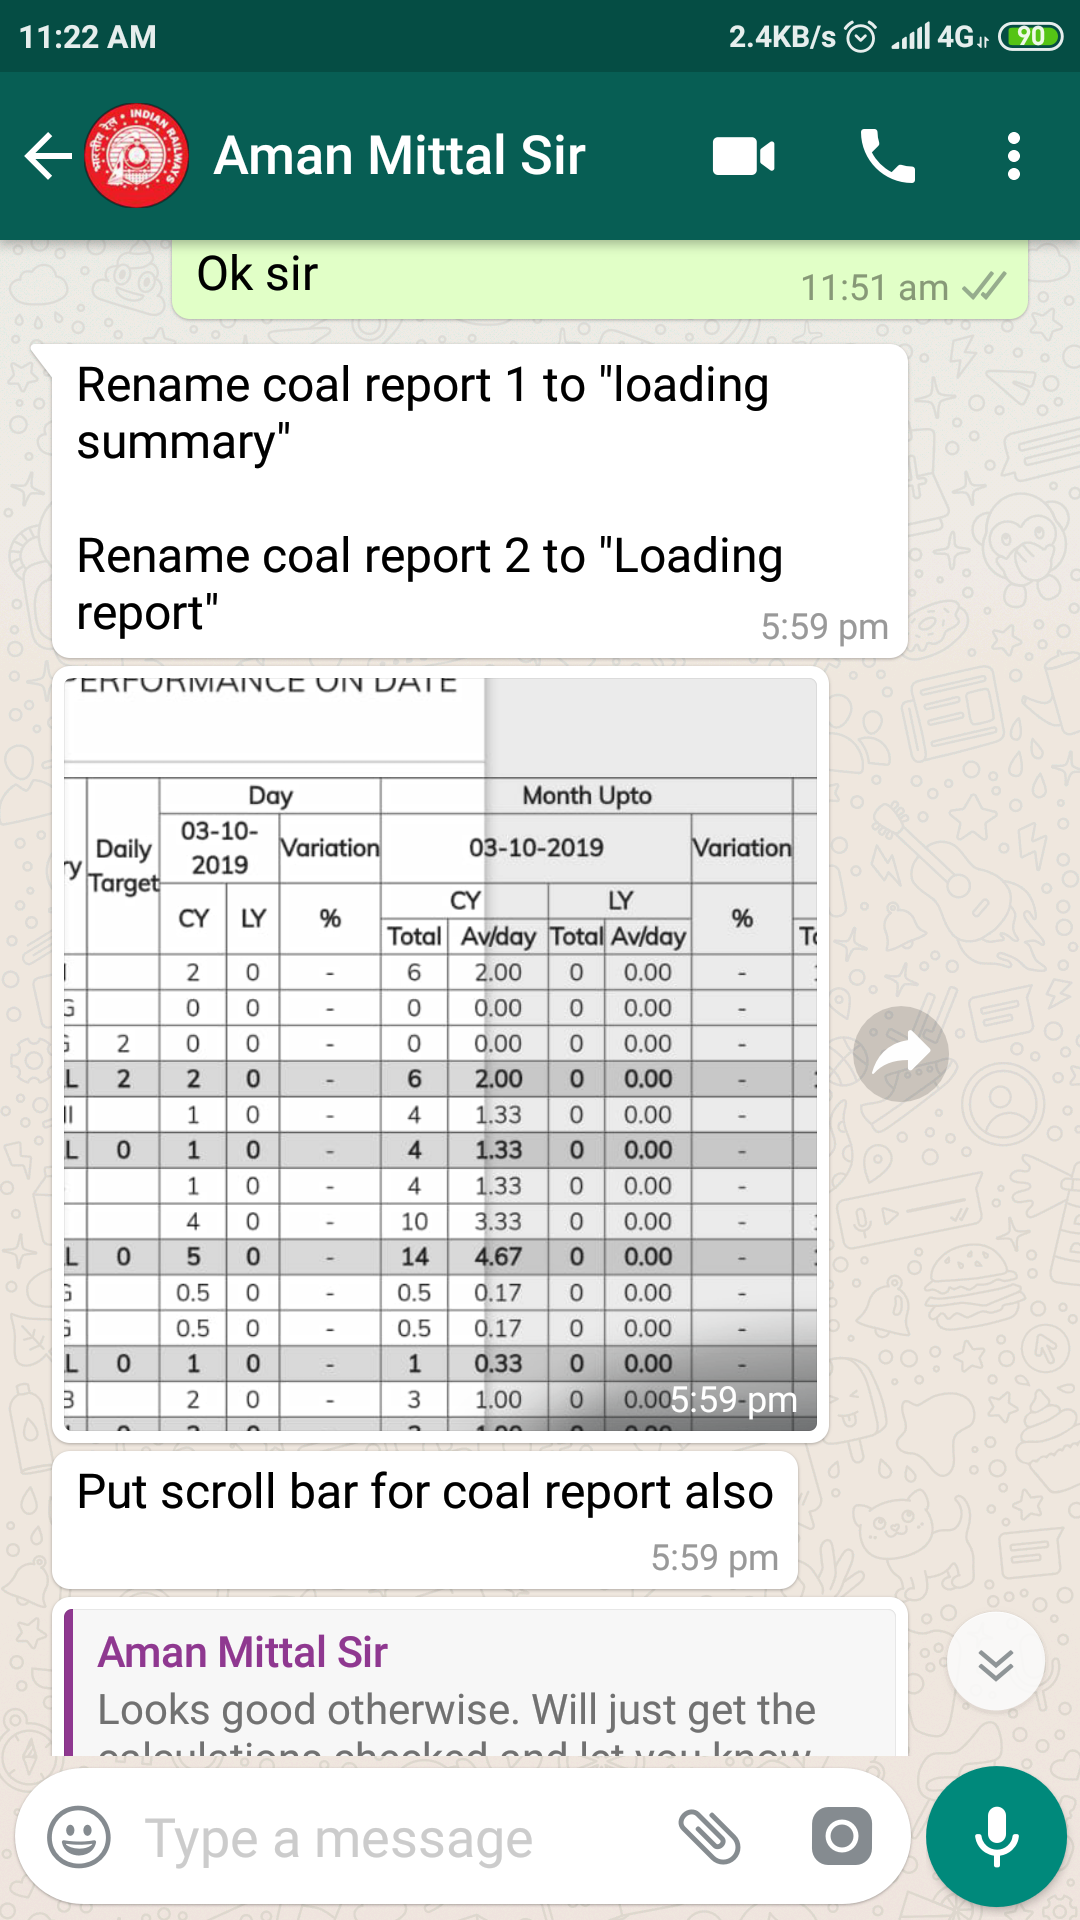 11:22 AM
2.4KB/s 4G 90
भारतीय रेल INDIAN RAILWAYS
Aman Mittal Sir
Ok sir
11:51 am
Rename coal report 1 to "loading
summary"
Rename coal report 2 to "Loading
report"
5:59 pm
PERFORMANCE ON DATE
Day Month Upto
ry Daily Target 03-10-2019 Variation 03-10-2019 Variation
CY LY % CY LY %
Total Av/day Total Av/day
2 0 - 6 2.00 0 0.00 -
G 0 0 - 0 0.00 0 0.00 -
2 0 0 - 0 0.00 0 0.00 -
L 2 2 0 - 6 2.00 0 0.00 -
II 1 0 - 4 1.33 0 0.00 -
L 0 1 0 - 4 1.33 0 0.00 -
1 0 - 4 1.33 0 0.00 -
4 0 - 10 3.33 0 0.00 -
L 0 5 0 - 14 4.67 0 0.00 -
0.5 0 - 0.5 0.17 0 0.00 -
0.5 0 - 0.5 0.17 0 0.00 -
L 0 1 0 - 1 0.33 0 0.00 -
2 0 - 3 1.00 0 0.00 -
5:59 pm
Put scroll bar for coal report also
5:59 pm
Aman Mittal Sir
Looks good otherwise. Will just get the
calculations checked and let you know
Type a message